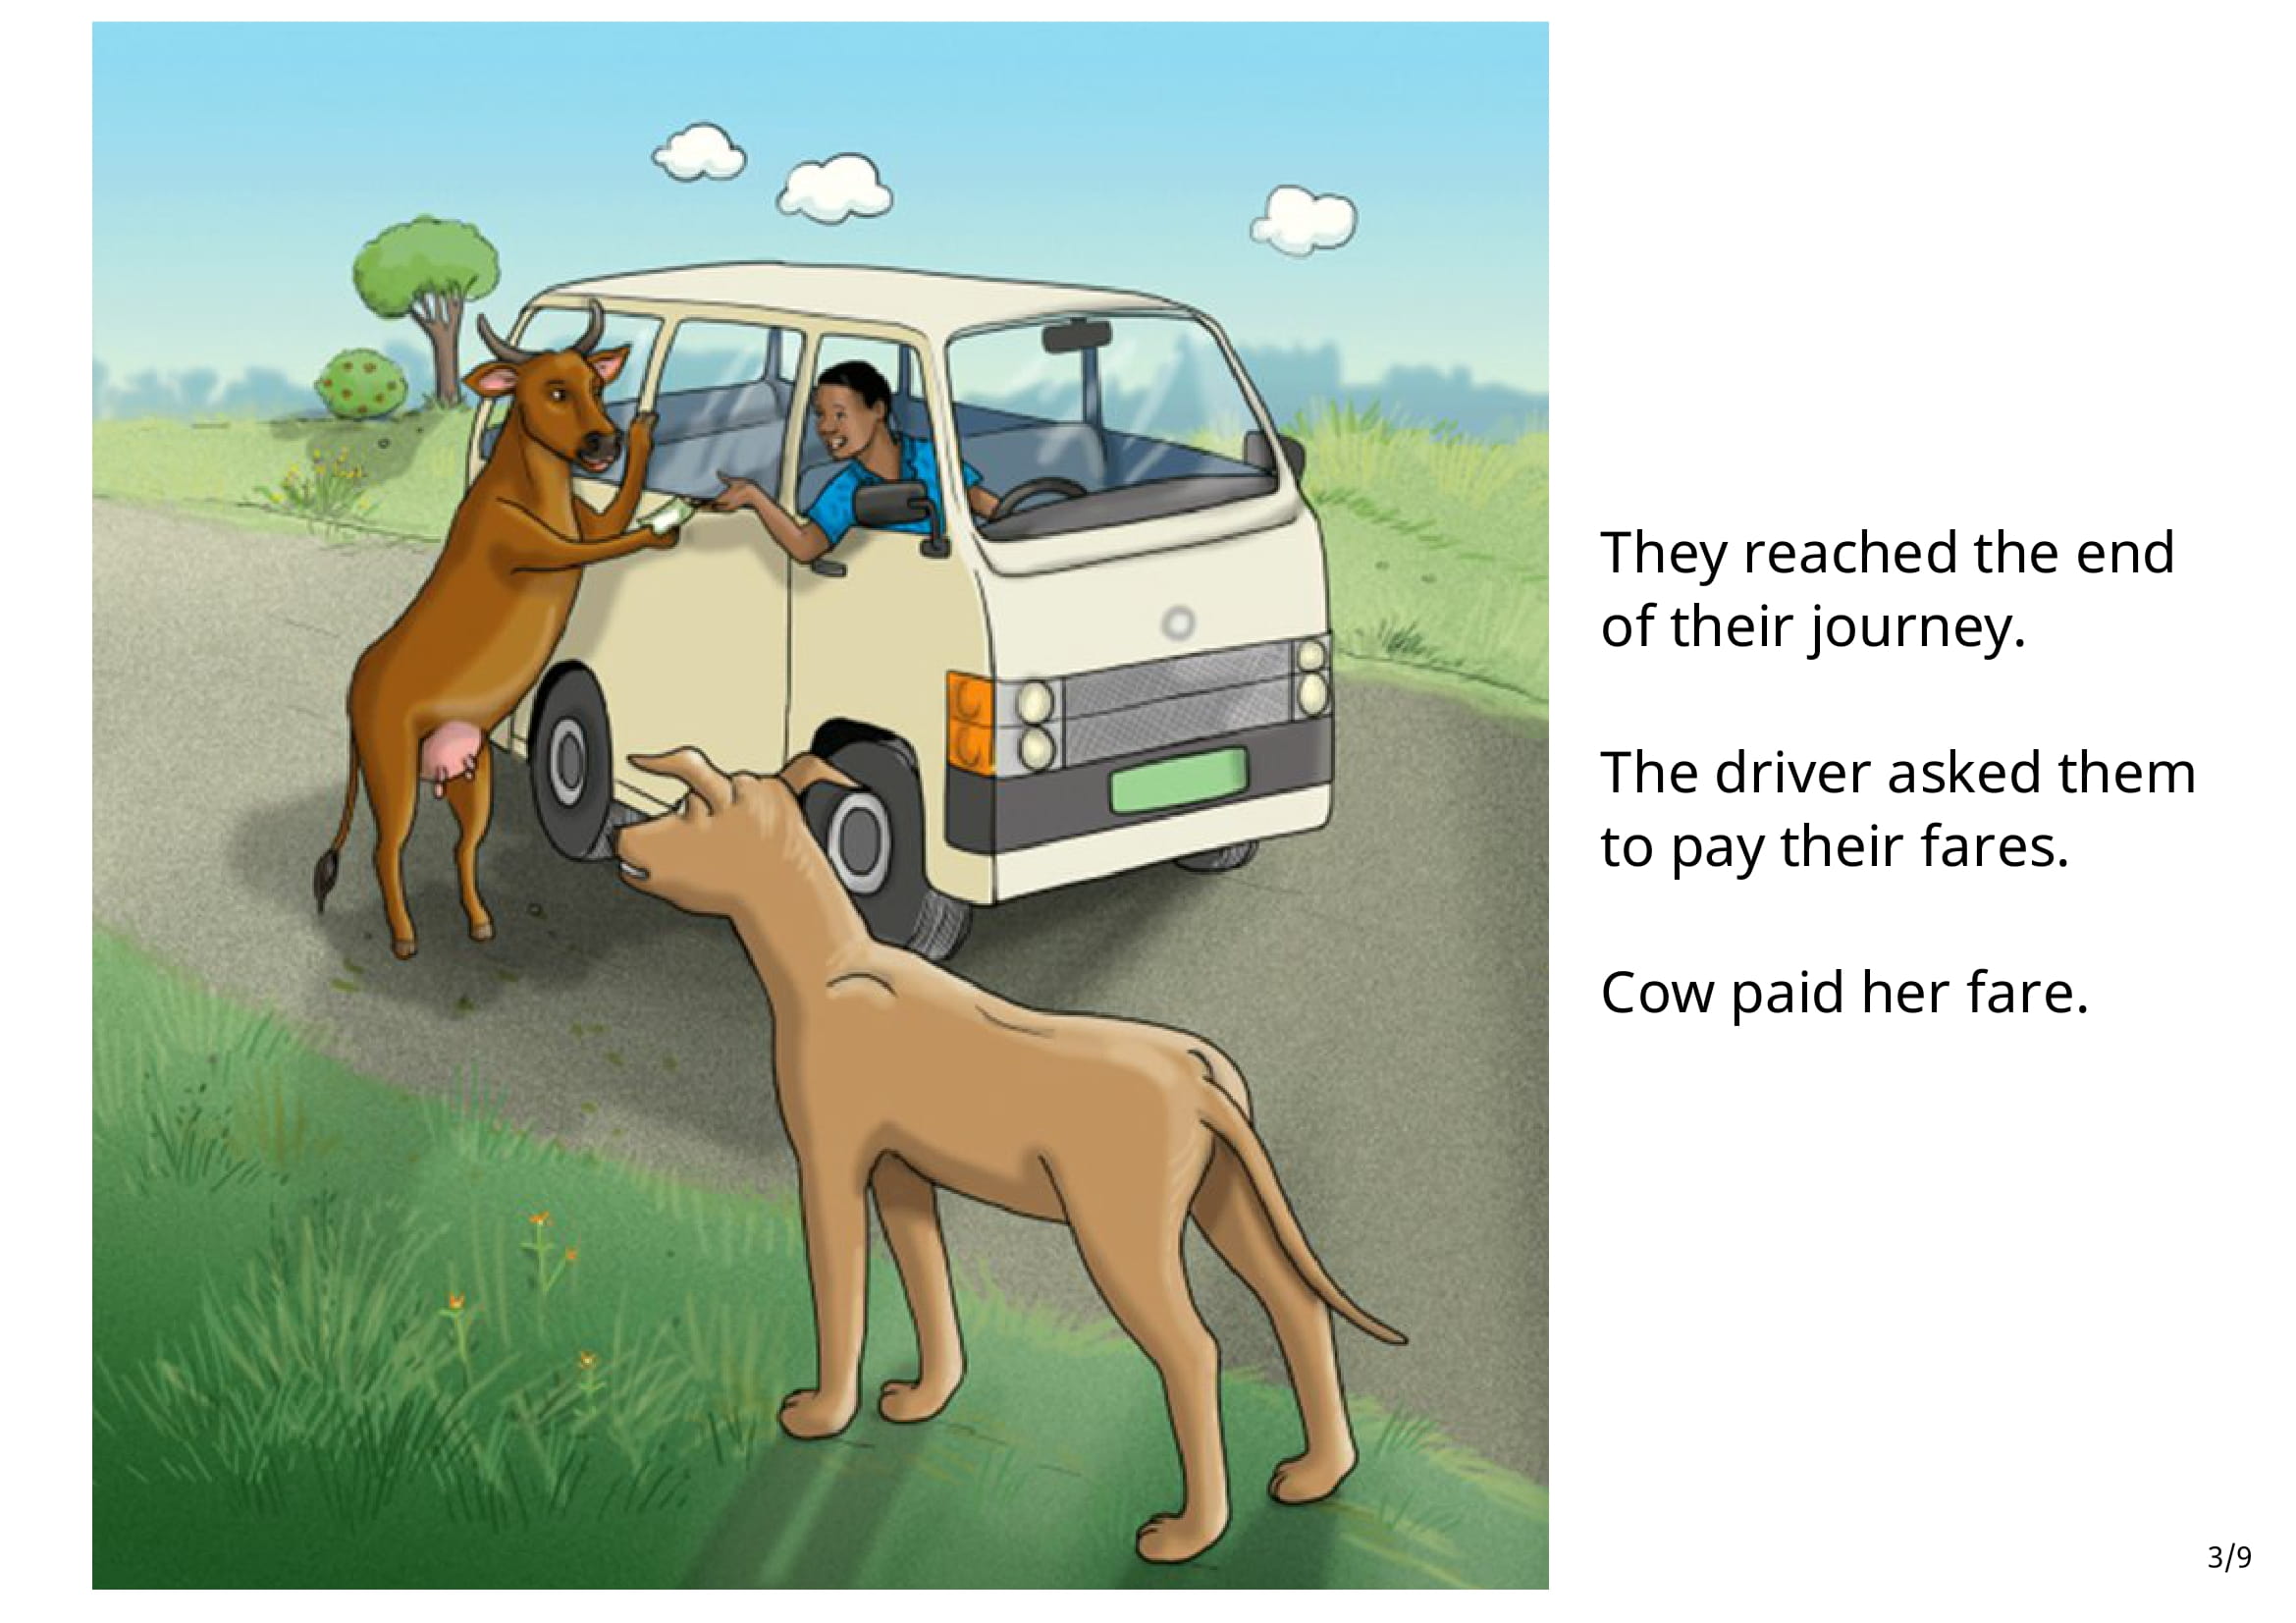 They reached the end
of their journey.
The driver asked them
to pay their fares.
Cow paid her fare.
3/9